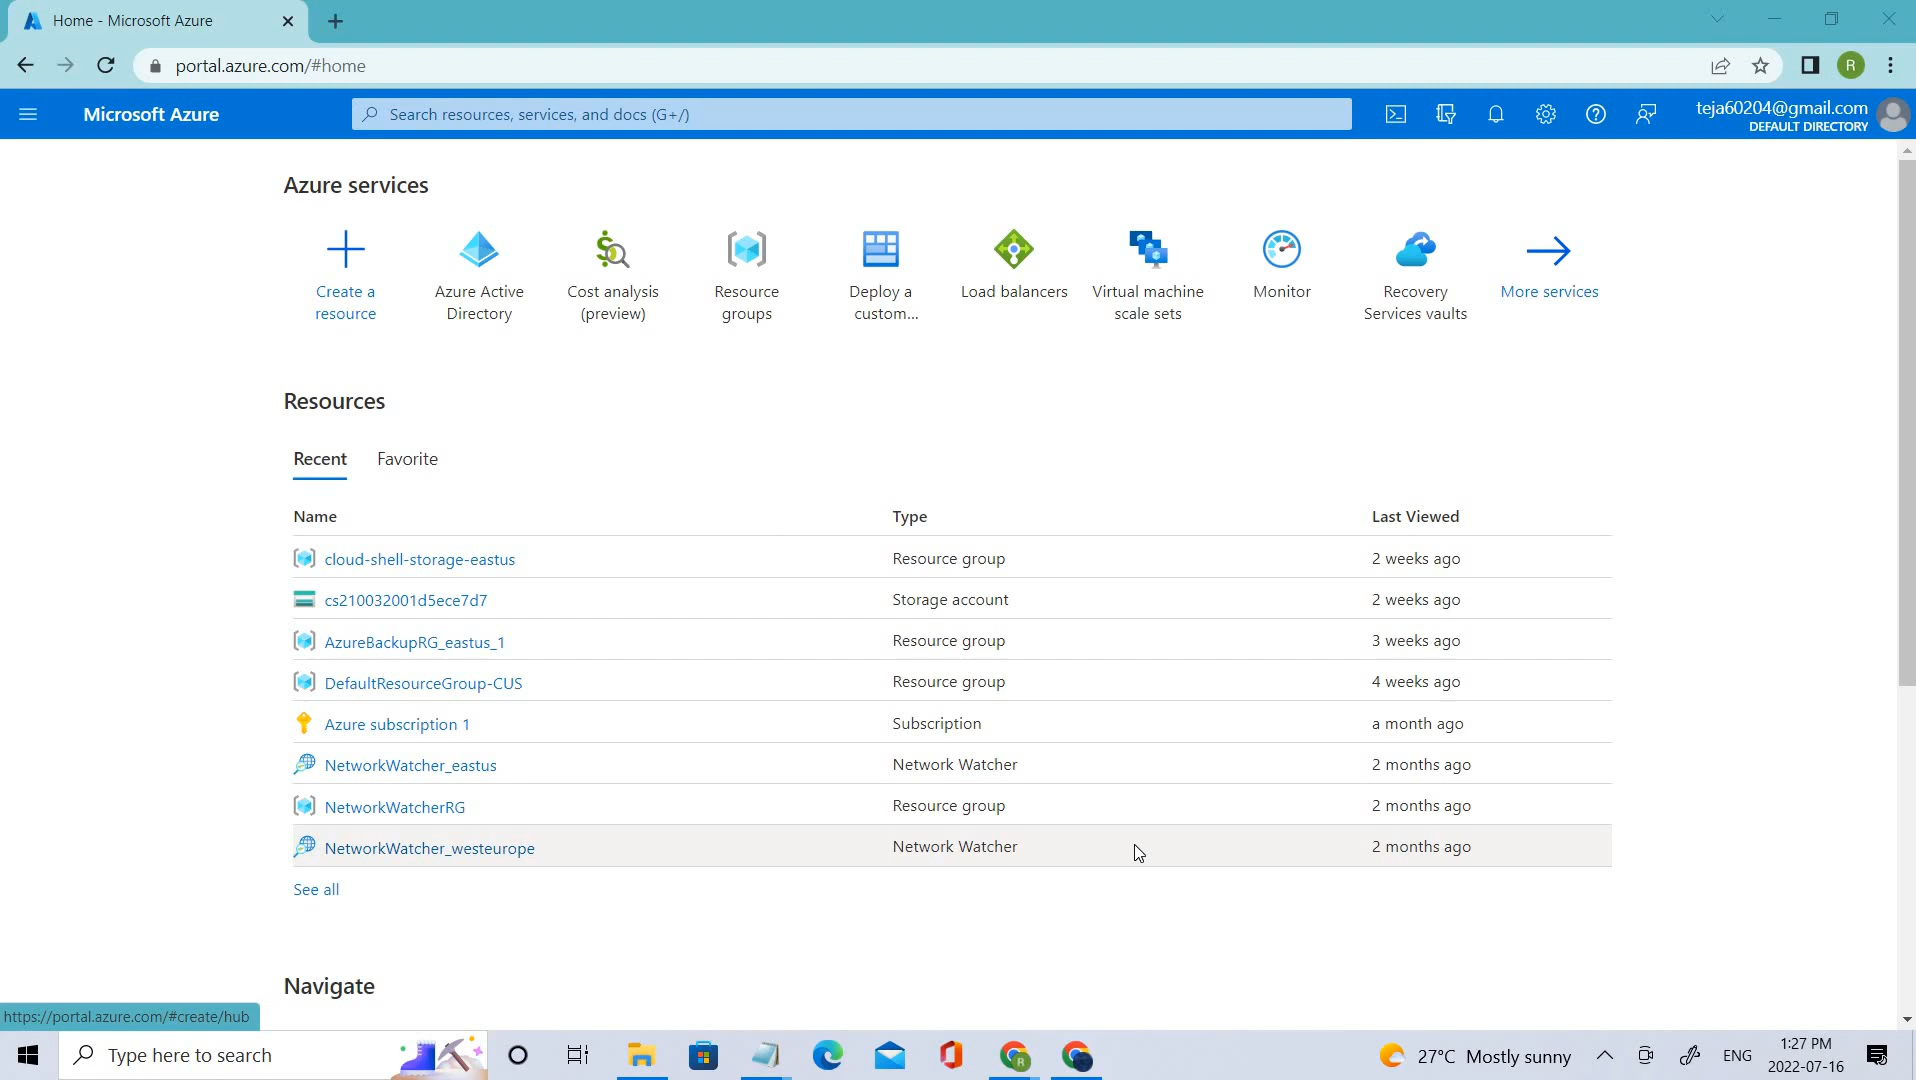 Home - Microsoft Azure
portal.azure.com/#home
R
Microsoft Azure
Search resources, services, and docs (G+/)
teja60204@gmail.com
DEFAULT DIRECTORY
Azure services
Create a resource
Azure Active Directory
Cost analysis (preview)
Resource groups
Deploy a custom...
Load balancers
Virtual machine scale sets
Monitor
Recovery Services vaults
More services
Resources
Recent Favorite
Name Type Last Viewed
cloud-shell-storage-eastus Resource group 2 weeks ago
cs210032001d5ece7d7 Storage account 2 weeks ago
AzureBackupRG_eastus_1 Resource group 3 weeks ago
DefaultResourceGroup-CUS Resource group 4 weeks ago
Azure subscription 1 Subscription a month ago
NetworkWatcher_eastus Network Watcher 2 months ago
NetworkWatcherRG Resource group 2 months ago
NetworkWatcher_westeurope Network Watcher 2 months ago
See all
Navigate
https://portal.azure.com/#create/hub
Type here to search
27°C Mostly sunny
ENG
1:27 PM
2022-07-16